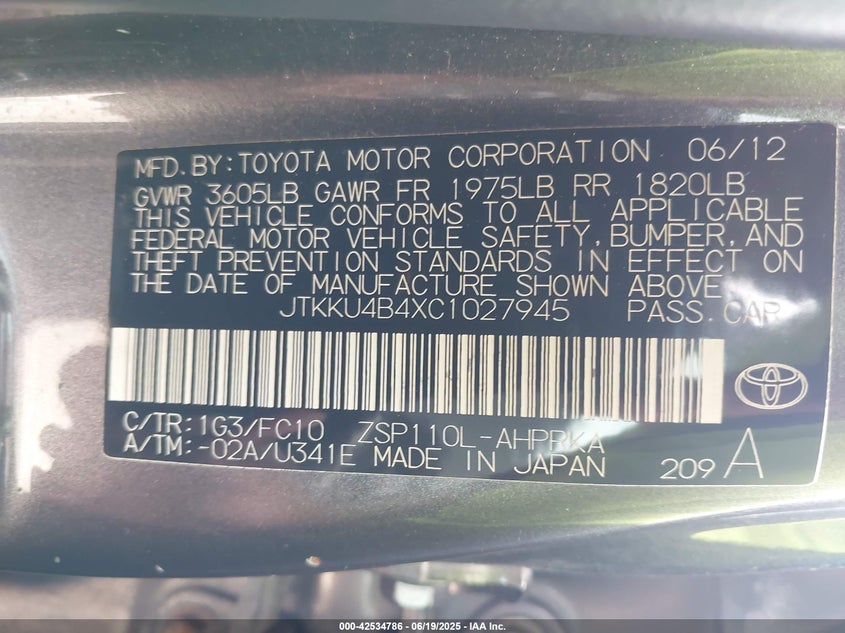 MFD. BY: TOYOTA MOTOR CORPORATION 06/12
GVWR 3605LB GAWR FR 1975LB RR 1820LB
THIS VEHICLE CONFORMS TO ALL APPLICABLE
FEDERAL MOTOR VEHICLE SAFETY, BUMPER, AND
THEFT PREVENTION STANDARDS IN EFFECT ON
THE DATE OF MANUFACTURE SHOWN ABOVE.
JTKKU4B4XC1027945 PASS. CAR
C/TR: 1G3/FC10 ZSP110L-AHPRKA
A/TM: -02A/U341E MADE IN JAPAN 209 A
000-42534786 - 06/19/2025 - IAA Inc.